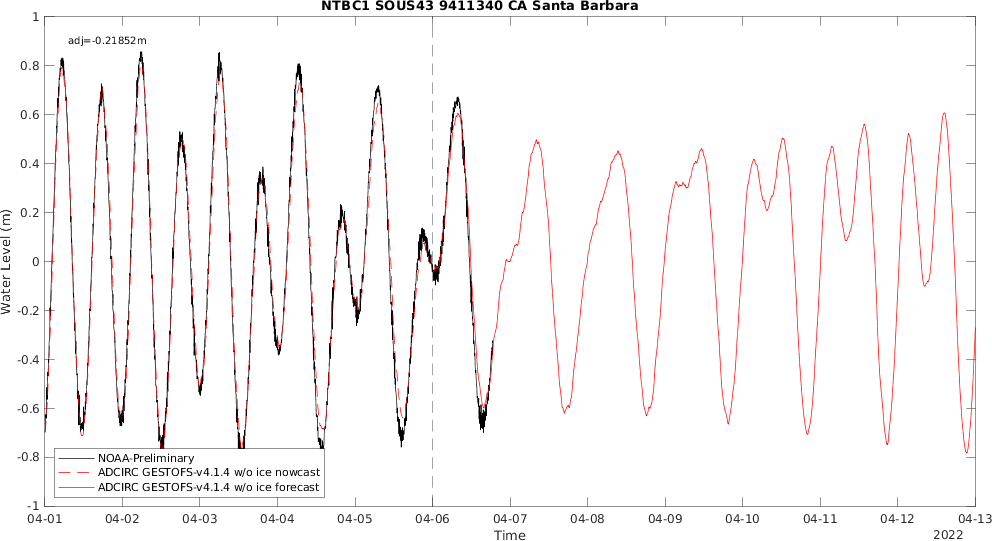 NTBC1 SOUS43 9411340 CA Santa Barbara
adj=-0.21852m
1
0.8
0.6
0.4
0.2
0
-0.2
-0.4
-0.6
-0.8
-1
Water Level (m)
NOAA-Preliminary
ADCIRC GESTOFS-v4.1.4 w/o ice nowcast
ADCIRC GESTOFS-v4.1.4 w/o ice forecast
04-01 04-02 04-03 04-04 04-05 04-06 04-07 04-08 04-09 04-10 04-11 04-12 04-13
Time
2022